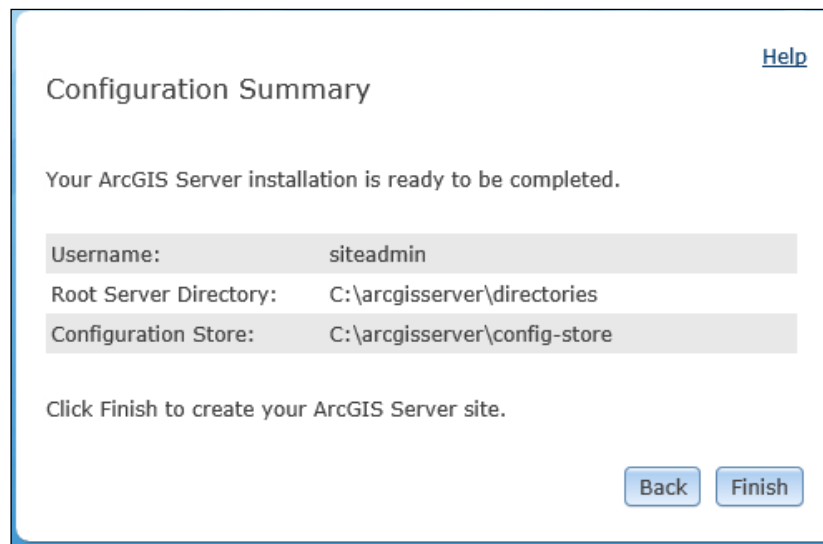 Help
Configuration Summary
Your ArcGIS Server installation is ready to be completed.
Username: siteadmin
Root Server Directory: C:\arcgisserver\directories
Configuration Store: C:\arcgisserver\config-store
Click Finish to create your ArcGIS Server site.
Back Finish